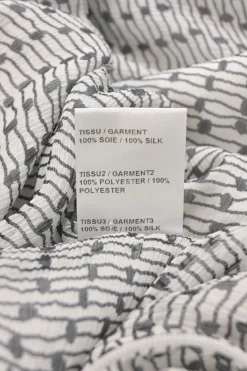 TISSU / GARMENT
100% SOIE / 100% SILK
TISSU2 / GARMENT2
100% POLYESTER / 100%
POLYESTER
TISSU3 / GARMENT3
100% SOIE / 100% SILK